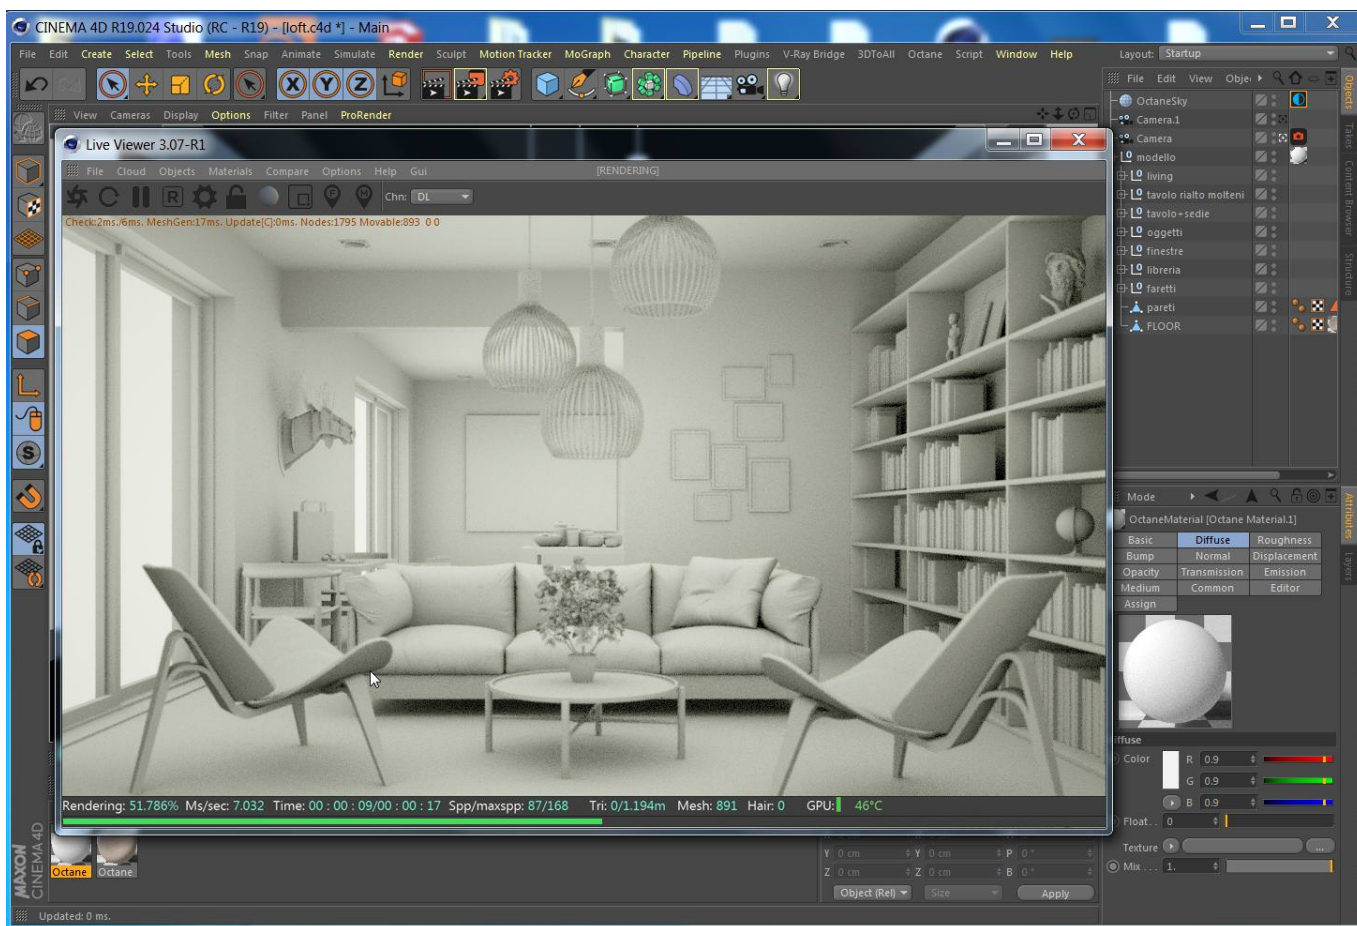 CINEMA 4D R19.024 Studio (RC - R19) - [loft.c4d *] - Main
File Edit Create Select Tools Mesh Snap Animate Simulate Render Sculpt Motion Tracker MoGraph Character Pipeline Plugins V-Ray Bridge 3DToAll Octane Script Window Help Layout: Startup
View Cameras Display Options Filter Panel ProRender
Live Viewer 3.07-R1
File Cloud Objects Materials Compare Options Help Gui [RENDERING]
Chn: DL
Check:2ms./6ms. MeshGen:17ms. Update[C]:0ms. Nodes:1795 Movable:893 0 0
Rendering: 51.786% Ms/sec: 7.032 Time: 00 : 00 : 09/00 : 00 : 17 Spp/maxspp: 87/168 Tri: 0/1.194m Mesh: 891 Hair: 0 GPU: 46°C
File Edit View Obje
OctaneSky
Camera.1
Camera
modello
living
tavolo rialto molteni
tavolo+sedie
oggetti
finestre
libreria
faretti
pareti
FLOOR
Objects
Takes
Content Browser
Structure
Mode
OctaneMaterial [Octane Material.1]
Basic Diffuse Roughness
Bump Normal Displacement
Opacity Transmission Emission
Medium Common Editor
Assign
ffuse
Color R 0.9
G 0.9
B 0.9
Float . . 0
Texture ...
Mix . . . 1.
Attributes
Layers
Octane Octane
Y 0 cm Y 0 cm P 0 °
Z 0 cm Z 0 cm B 0 °
Object (Rel) Size Apply
MAXON
CINEMA 4D
Updated: 0 ms.